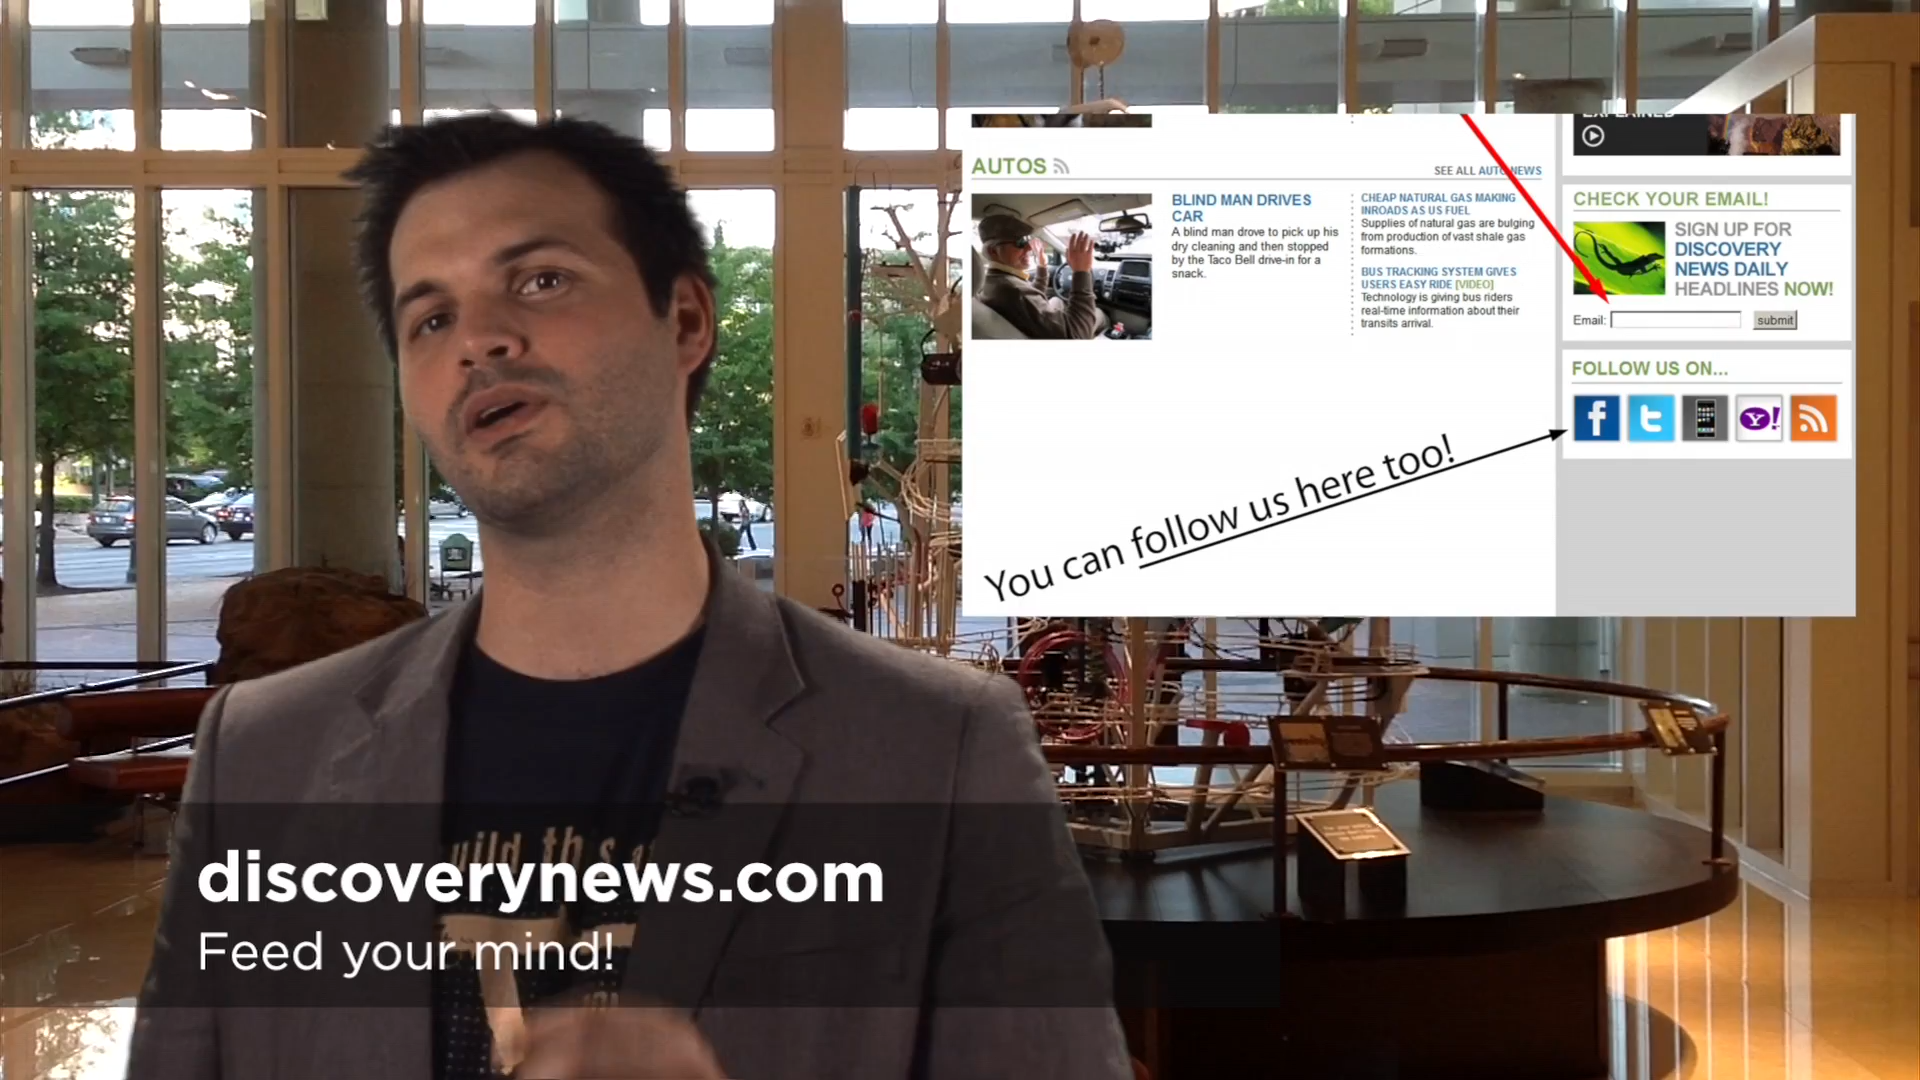 EXPLAINED
AUTOS
SEE ALL AUTO NEWS
BLIND MAN DRIVES
CAR
A blind man drove to pick up his
dry cleaning and then stopped
by the Taco Bell drive-in for a
snack.
CHEAP NATURAL GAS MAKING
INROADS AS US FUEL
Supplies of natural gas are bulging
from production of vast shale gas
formations.
BUS TRACKING SYSTEM GIVES
USERS EASY RIDE [VIDEO]
Technology is giving bus riders
real-time information about their
transits arrival.
CHECK YOUR EMAIL!
SIGN UP FOR
DISCOVERY
NEWS DAILY
HEADLINES NOW!
Email:
submit
FOLLOW US ON...
f
t
Y!
You can follow us here too!
discoverynews.com
Feed your mind!